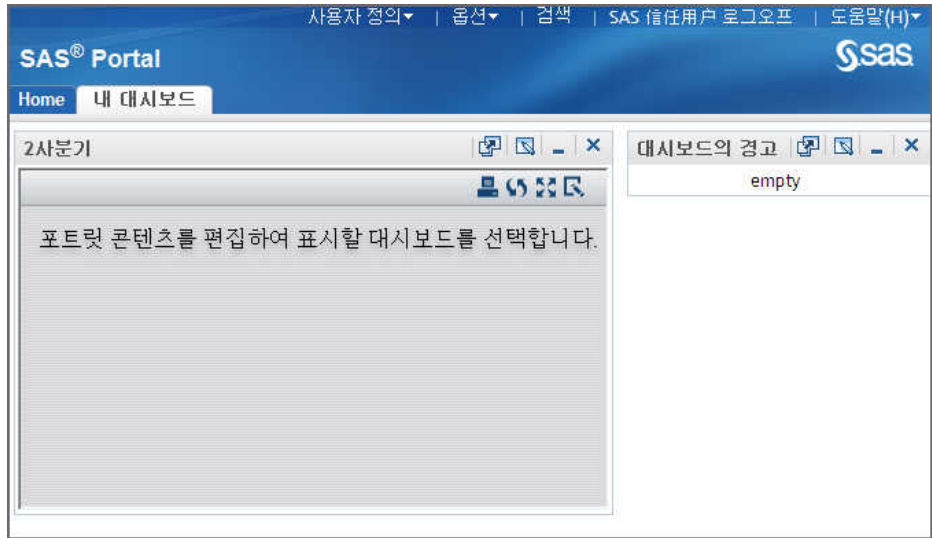 사용자 정의▾ | 옵션▾ | 검색 | SAS 信任用户 로그오프 | 도움말(H)▾
SAS® Portal
sas
Home 내 대시보드
2사분기
대시보드의 경고
empty
포트릿 콘텐츠를 편집하여 표시할 대시보드를 선택합니다.